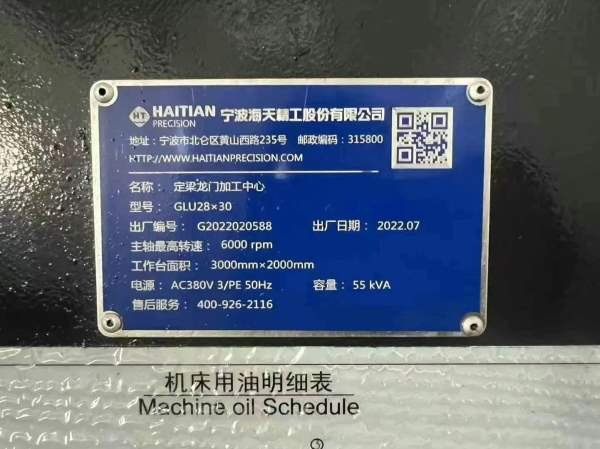 HT HAITIAN PRECISION 宁波海天精工股份有限公司
地址：宁波市北仑区黄山西路235号 邮政编码：315800
HTTP://WWW.HAITIANPRECISION.COM
名称： 定梁龙门加工中心
型号： GLU28×30
出厂编号： G2022020588 出厂日期： 2022.07
主轴最高转速： 6000 rpm
工作台面积： 3000mm×2000mm
电源： AC380V 3/PE 50Hz 容量： 55 kVA
售后服务： 400-926-2116
机床用油明细表
Machine oil Schedule